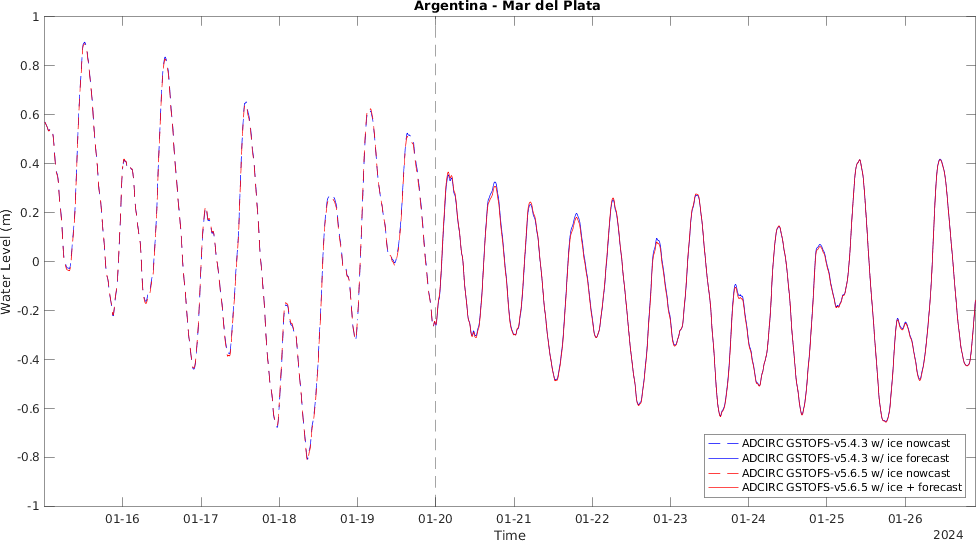 Argentina - Mar del Plata
Water Level (m)
1
0.8
0.6
0.4
0.2
0
-0.2
-0.4
-0.6
-0.8
-1
01-16 01-17 01-18 01-19 01-20 01-21 01-22 01-23 01-24 01-25 01-26
Time
2024
ADCIRC GSTOFS-v5.4.3 w/ ice nowcast
ADCIRC GSTOFS-v5.4.3 w/ ice forecast
ADCIRC GSTOFS-v5.6.5 w/ ice nowcast
ADCIRC GSTOFS-v5.6.5 w/ ice + forecast